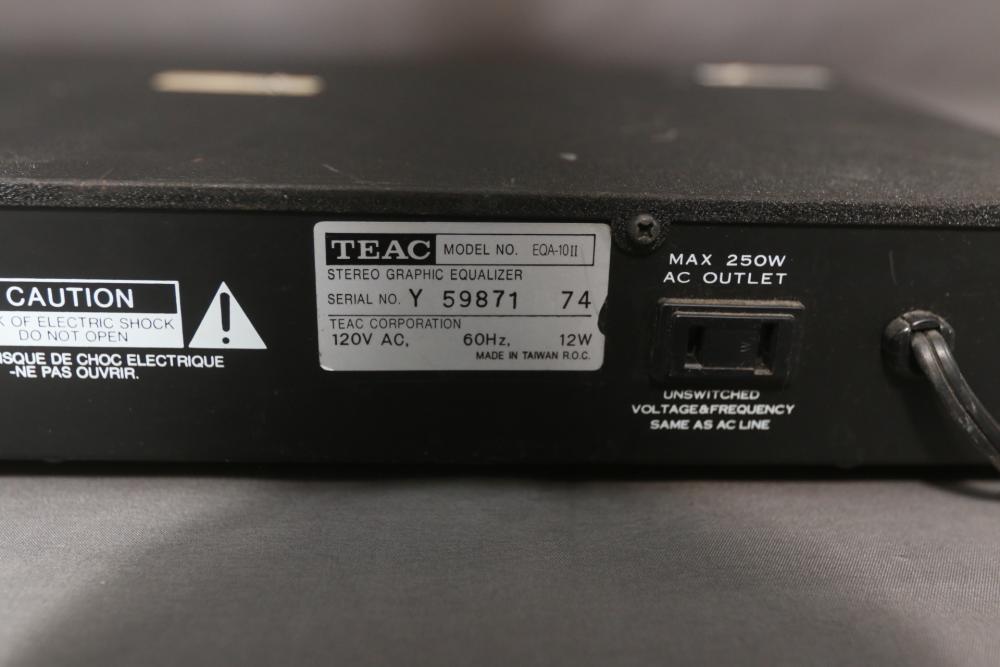 CAUTION
OF ELECTRIC SHOCK
DO NOT OPEN
DE CHOC ELECTRIQUE
-NE PAS OUVRIR.
TEAC MODEL NO. EQA-10II
STEREO GRAPHIC EQUALIZER
SERIAL NO. Y 59871 74
TEAC CORPORATION
120V AC, 60Hz, 12W
MADE IN TAIWAN R.O.C.
MAX 250W
AC OUTLET
UNSWITCHED
VOLTAGE&FREQUENCY
SAME AS AC LINE